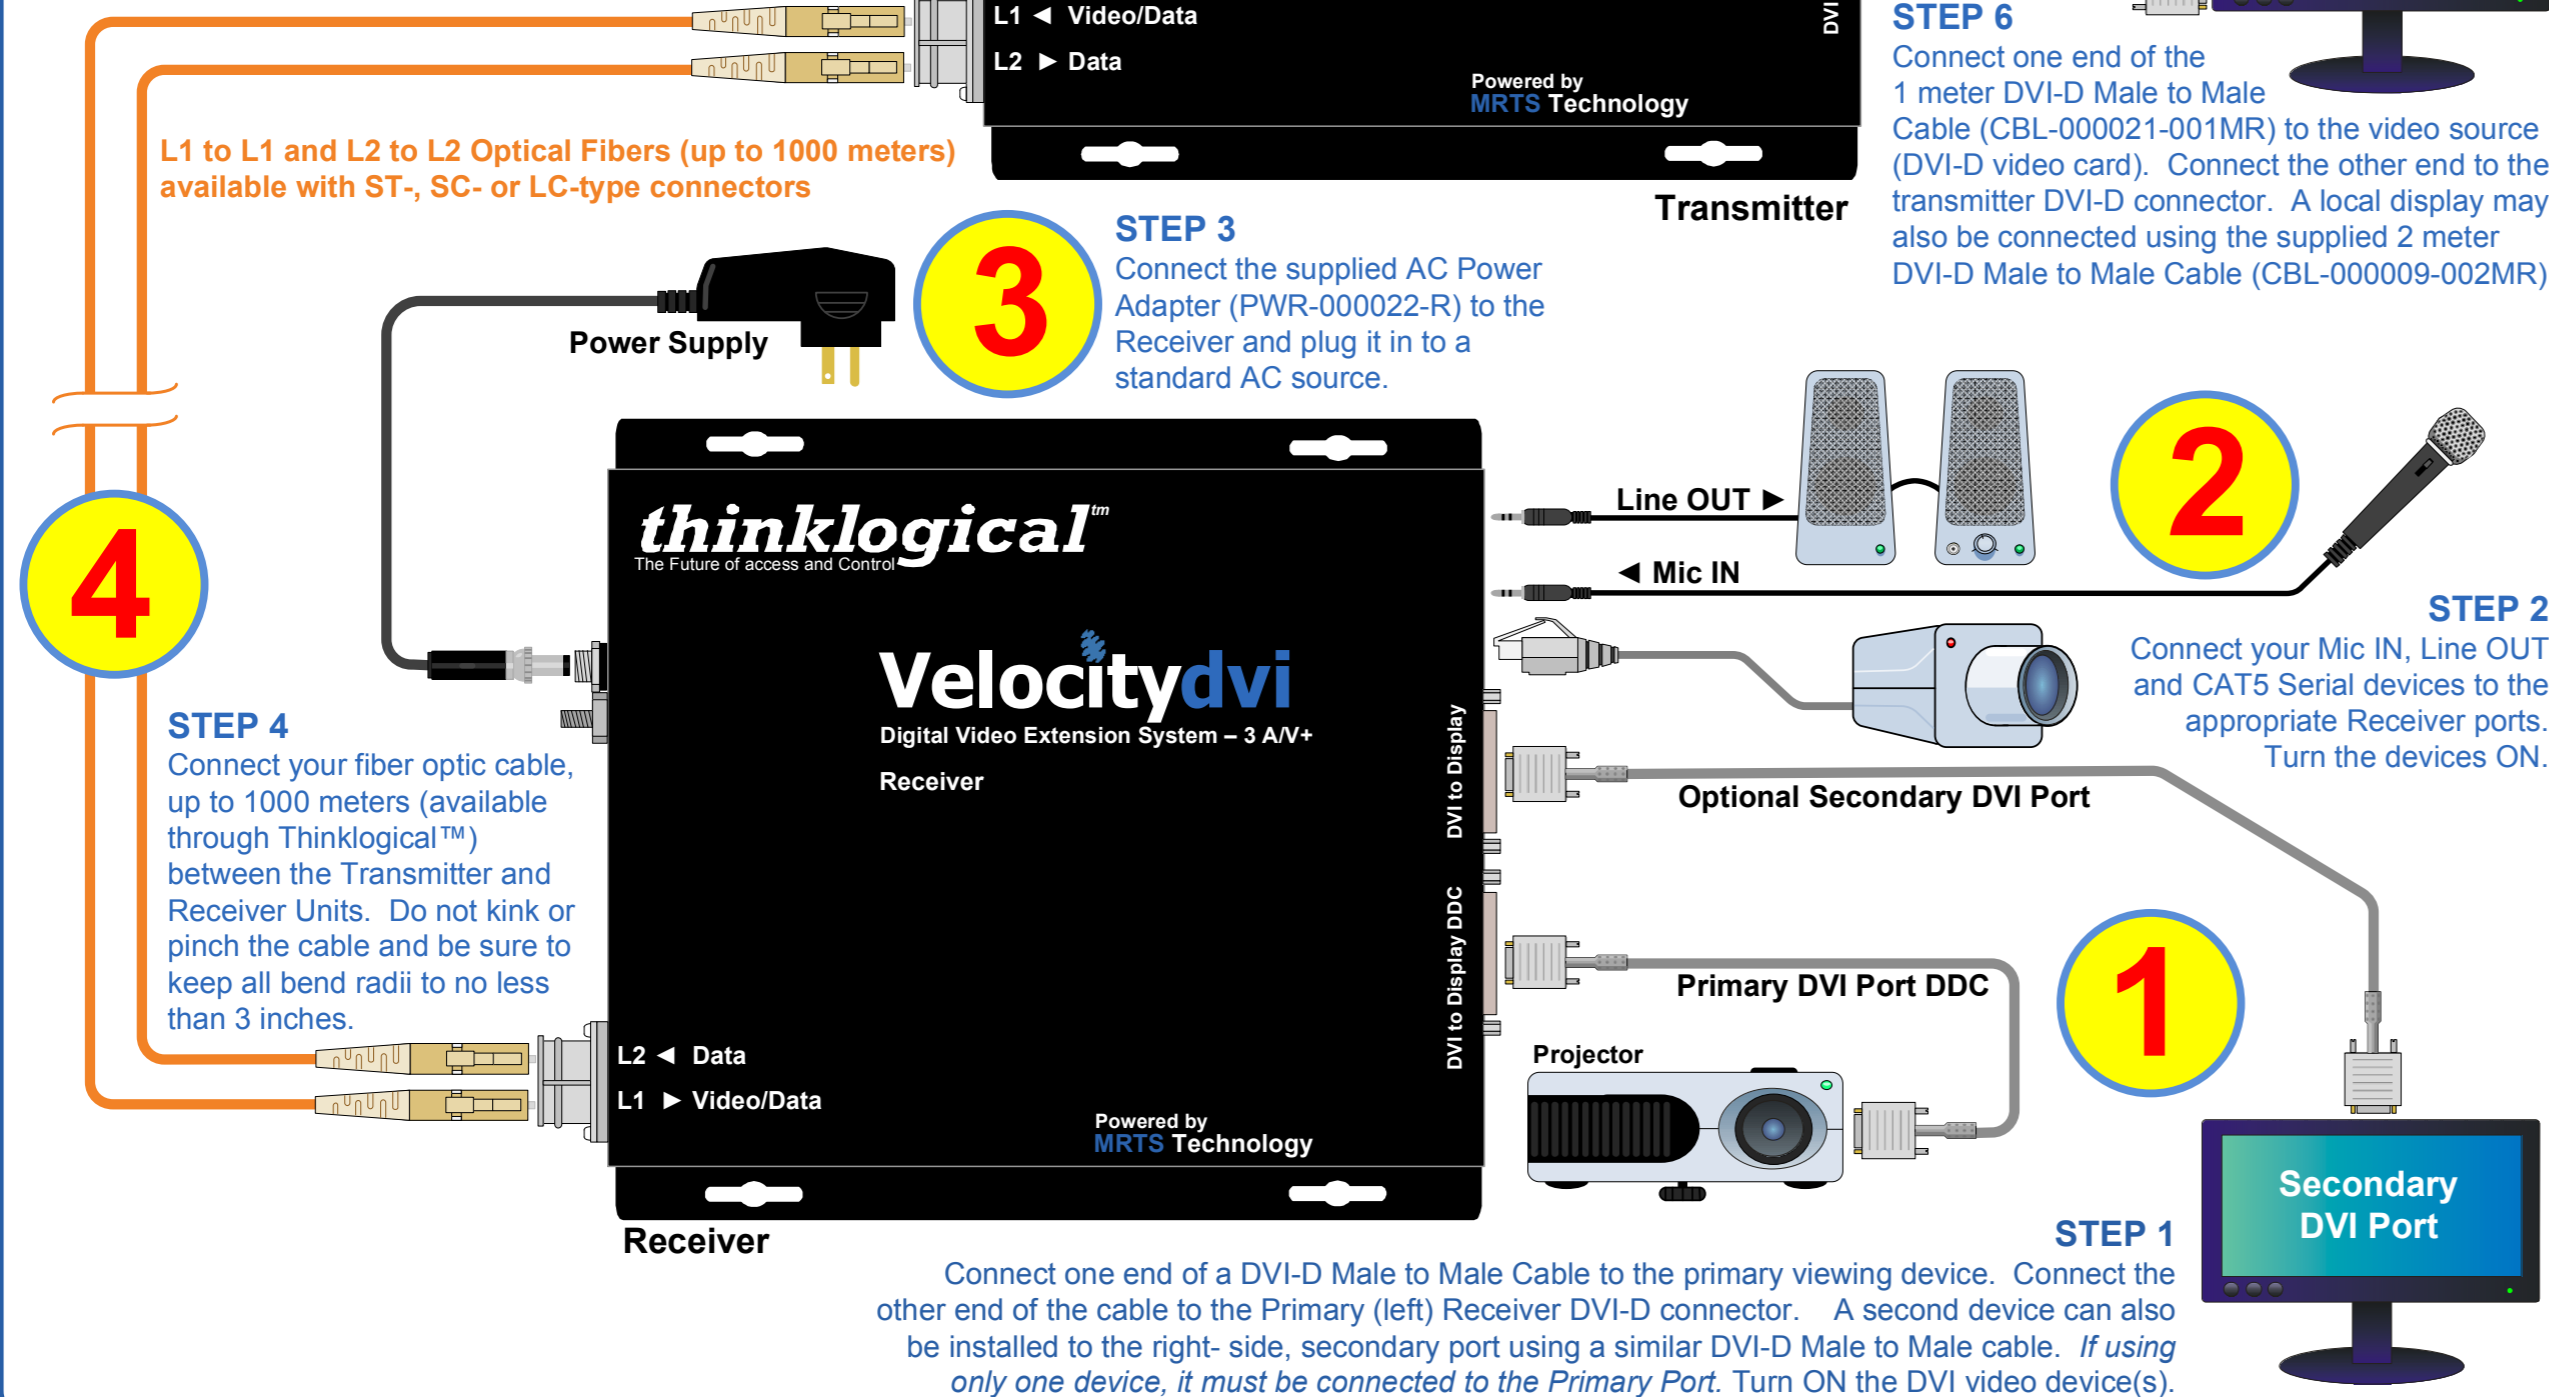 L1 ◄ Video/Data
L2 ► Data
DVI
Powered by
MRTS Technology
Transmitter
STEP 6
Connect one end of the
1 meter DVI-D Male to Male
Cable (CBL-000021-001MR) to the video source
(DVI-D video card).  Connect the other end to the
transmitter DVI-D connector.  A local display may
also be connected using the supplied 2 meter
DVI-D Male to Male Cable (CBL-000009-002MR)
L1 to L1 and L2 to L2 Optical Fibers (up to 1000 meters)
available with ST-, SC- or LC-type connectors
Power Supply
3
STEP 3
Connect the supplied AC Power
Adapter (PWR-000022-R) to the
Receiver and plug it in to a
standard AC source.
Line OUT ►
◄ Mic IN
2
STEP 2
Connect your Mic IN, Line OUT
and CAT5 Serial devices to the
appropriate Receiver ports.
Turn the devices ON.
4
STEP 4
Connect your fiber optic cable,
up to 1000 meters (available
through Thinklogical™)
between the Transmitter and
Receiver Units.  Do not kink or
pinch the cable and be sure to
keep all bend radii to no less
than 3 inches.
thinklogical tm
The Future of access and Control
Velocitydvi
Digital Video Extension System – 3 A/V+
Receiver
DVI to Display
DVI to Display DDC
L2 ◄ Data
L1 ► Video/Data
Powered by
MRTS Technology
Receiver
Optional Secondary DVI Port
Primary DVI Port DDC
Projector
1
Secondary
DVI Port
STEP 1
Connect one end of a DVI-D Male to Male Cable to the primary viewing device.  Connect the
other end of the cable to the Primary (left) Receiver DVI-D connector.   A second device can also
be installed to the right- side, secondary port using a similar DVI-D Male to Male cable.  If using
only one device, it must be connected to the Primary Port. Turn ON the DVI video device(s).